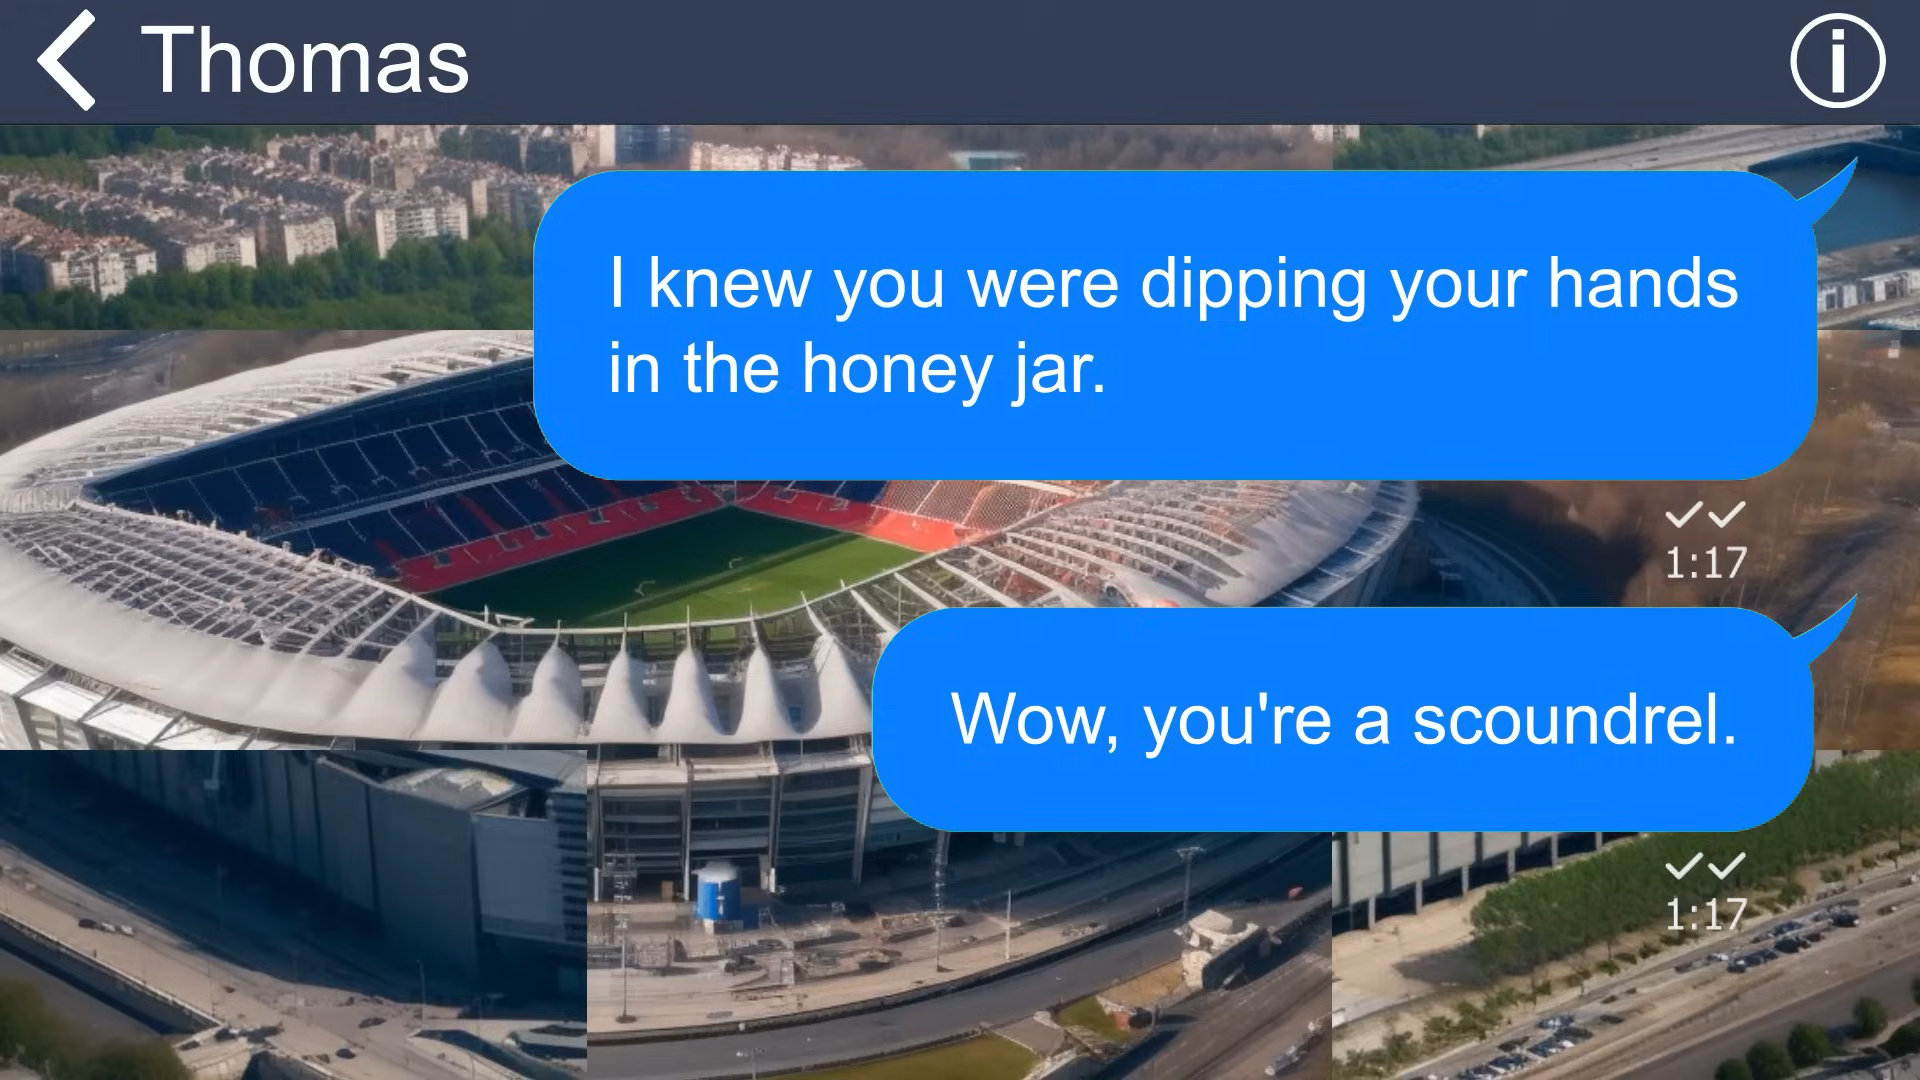 Thomas
I knew you were dipping your hands
in the honey jar.
1:17
Wow, you're a scoundrel.
1:17